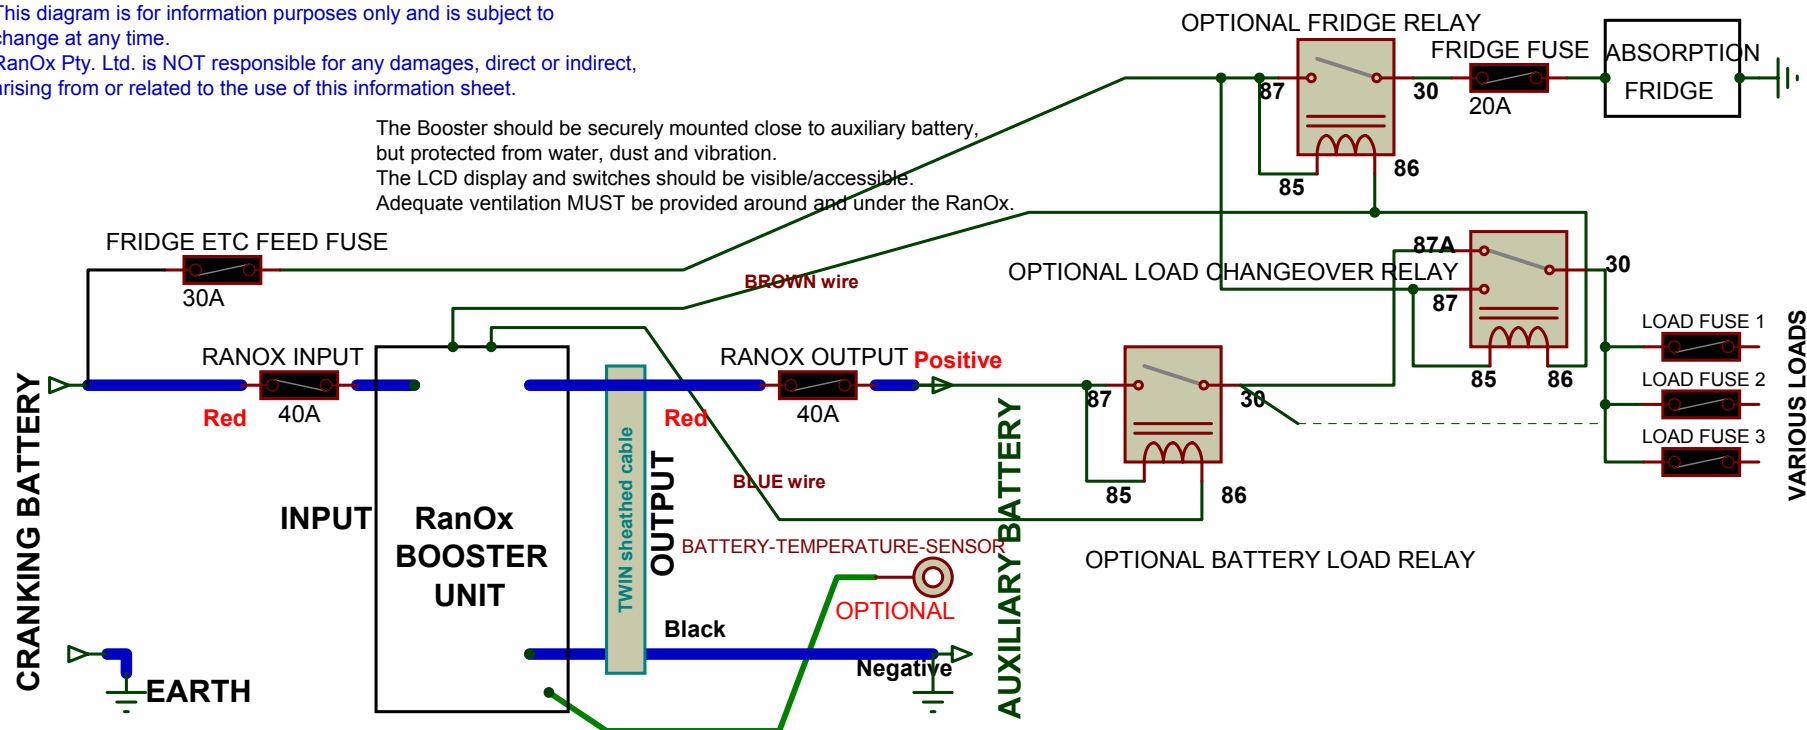 This diagram is for information purposes only and is subject to
change at any time.
RanOx Pty. Ltd. is NOT responsible for any damages, direct or indirect,
arising from or related to the use of this information sheet.
The Booster should be securely mounted close to auxiliary battery,
but protected from water, dust and vibration.
The LCD display and switches should be visible/accessible.
Adequate ventilation MUST be provided around and under the RanOx.
OPTIONAL FRIDGE RELAY
87
30
85
86
FRIDGE FUSE
20A
ABSORPTION
FRIDGE
FRIDGE ETC FEED FUSE
30A
BROWN wire
OPTIONAL LOAD CHANGEOVER RELAY
87A
87
30
85
86
LOAD FUSE 1
LOAD FUSE 2
LOAD FUSE 3
VARIOUS LOADS
CRANKING BATTERY
RANOX INPUT
Red
40A
INPUT
RanOx
BOOSTER
UNIT
TWIN sheathed cable
OUTPUT
RANOX OUTPUT
Positive
Red
40A
BLUE wire
87
30
85
86
OPTIONAL BATTERY LOAD RELAY
AUXILIARY BATTERY
BATTERY-TEMPERATURE-SENSOR
OPTIONAL
Black
Negative
EARTH